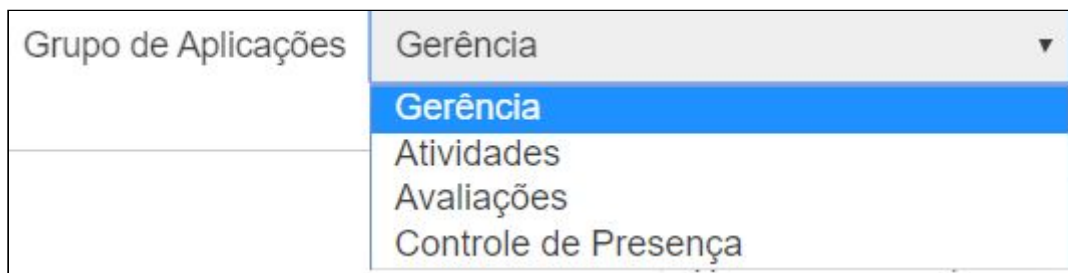 Grupo de Aplicações Gerência ▼
Gerência
Atividades
Avaliações
Controle de Presença